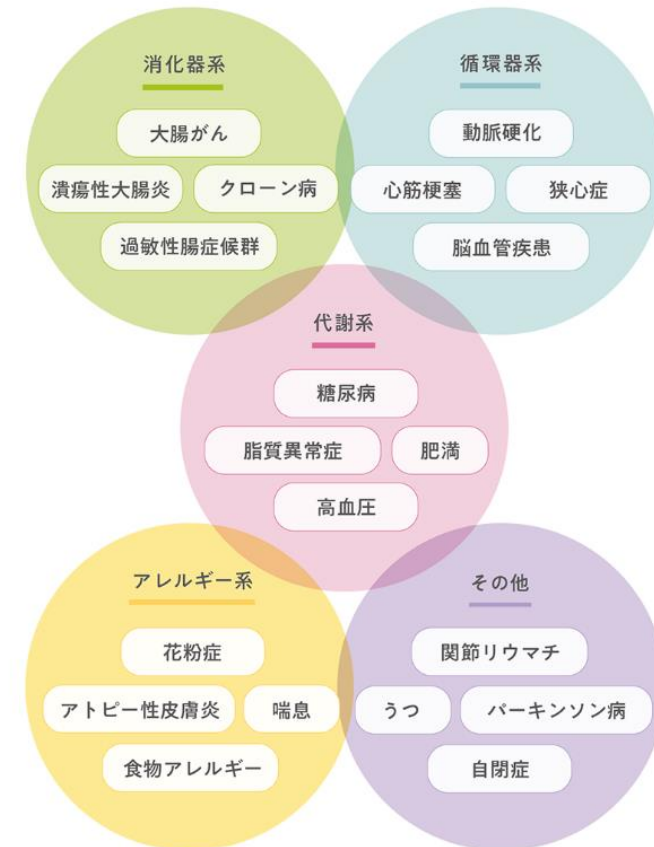 消化器系
大腸がん
潰瘍性大腸炎
クローン病
過敏性腸症候群
循環器系
動脈硬化
心筋梗塞
狭心症
脳血管疾患
代謝系
糖尿病
脂質異常症
肥満
高血圧
アレルギー系
花粉症
アトピー性皮膚炎
喘息
食物アレルギー
その他
関節リウマチ
うつ
パーキンソン病
自閉症